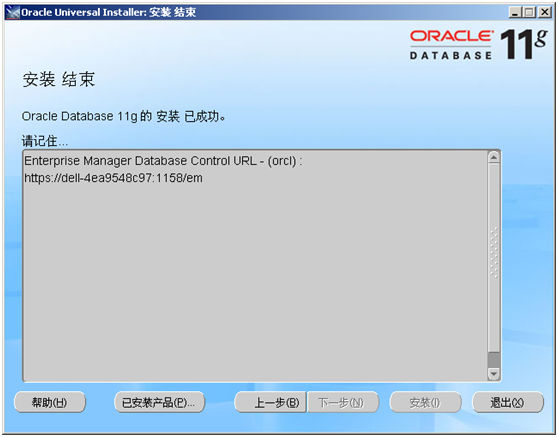 Oracle Universal Installer: 安装 结束
ORACLE
DATABASE 11g
安装 结束
Oracle Database 11g 的 安装 已成功。
请记住...
Enterprise Manager Database Control URL - (orcl) :
https://dell-4ea9548c97:1158/em
帮助(H) 已安装产品(P)... 上一步(B) 下一步(N) 安装(I) 退出(X)